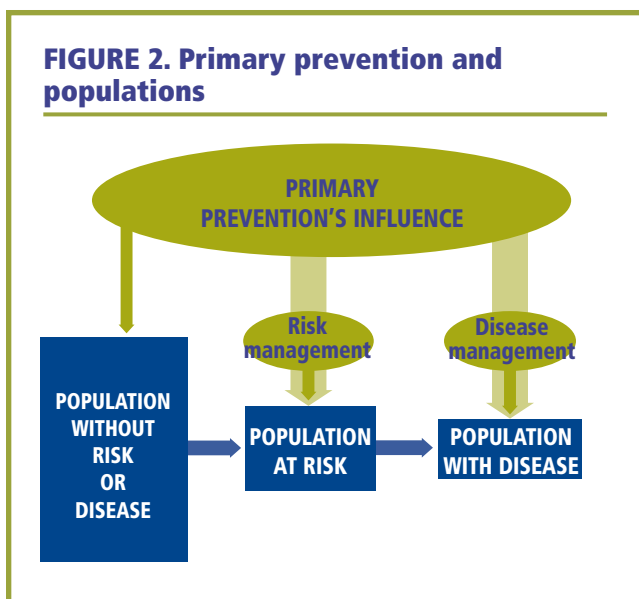 FIGURE 2. Primary prevention and
populations
PRIMARY
PREVENTION'S INFLUENCE
Risk
management
Disease
management
POPULATION
WITHOUT
RISK
OR
DISEASE
POPULATION
AT RISK
POPULATION
WITH DISEASE